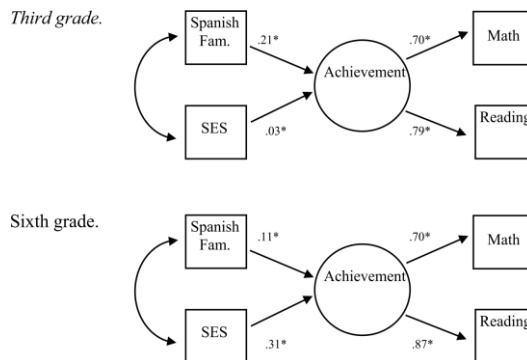 Third grade.
Spanish
Fam.
.21*
Achievement
.70*
Math
SES
.03*
.79*
Reading
Sixth grade.
Spanish
Fam.
.11*
Achievement
.70*
Math
SES
.31*
.87*
Reading